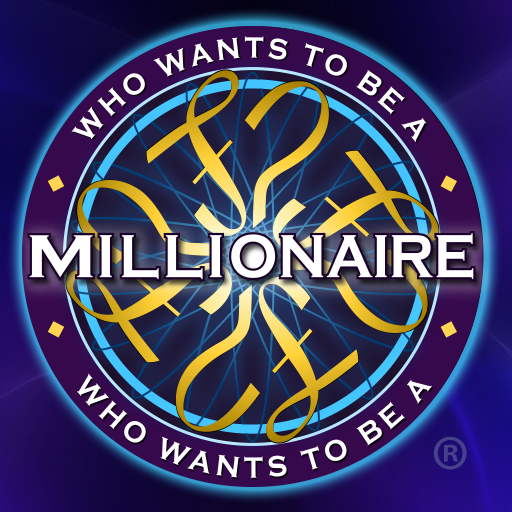 WHO WANTS TO BE A
MILLIONAIRE
WHO WANTS TO BE A
®